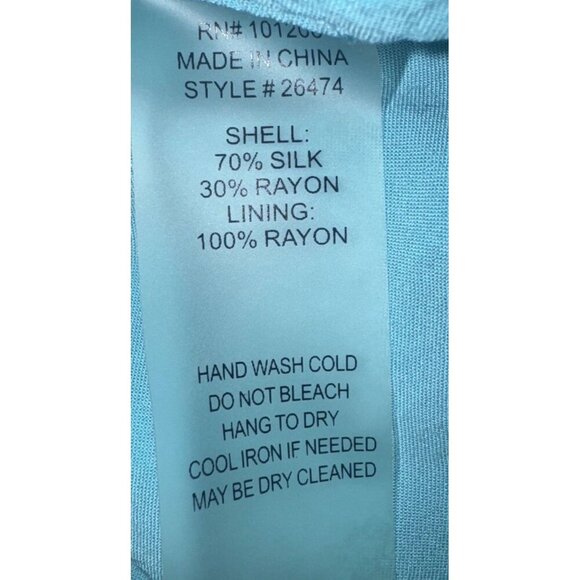 RN#
MADE IN CHINA
STYLE # 26474
SHELL:
70% SILK
30% RAYON
LINING:
100% RAYON
HAND WASH COLD
DO NOT BLEACH
HANG TO DRY
COOL IRON IF NEEDED
MAY BE DRY CLEANED